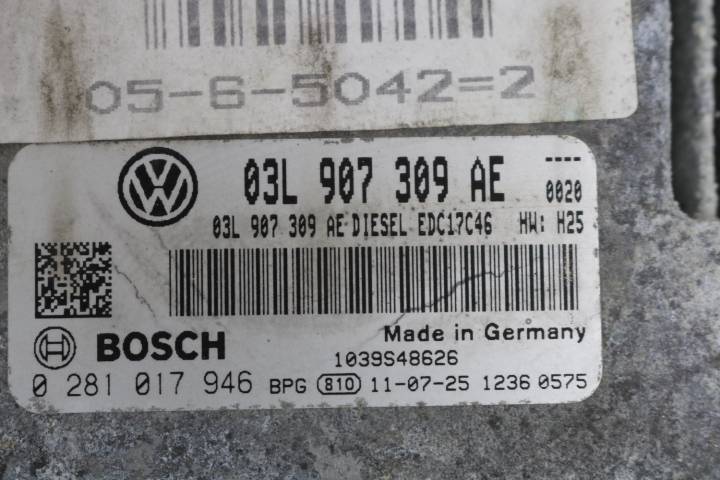 05-6-5042=2
03L 907 309 AE ----
0020
03L 907 309 AE DIESEL EDC17C46 HW: H25
BOSCH Made in Germany
1039S48626
0 281 017 946 BPG 810 11-07-25 1236 0575